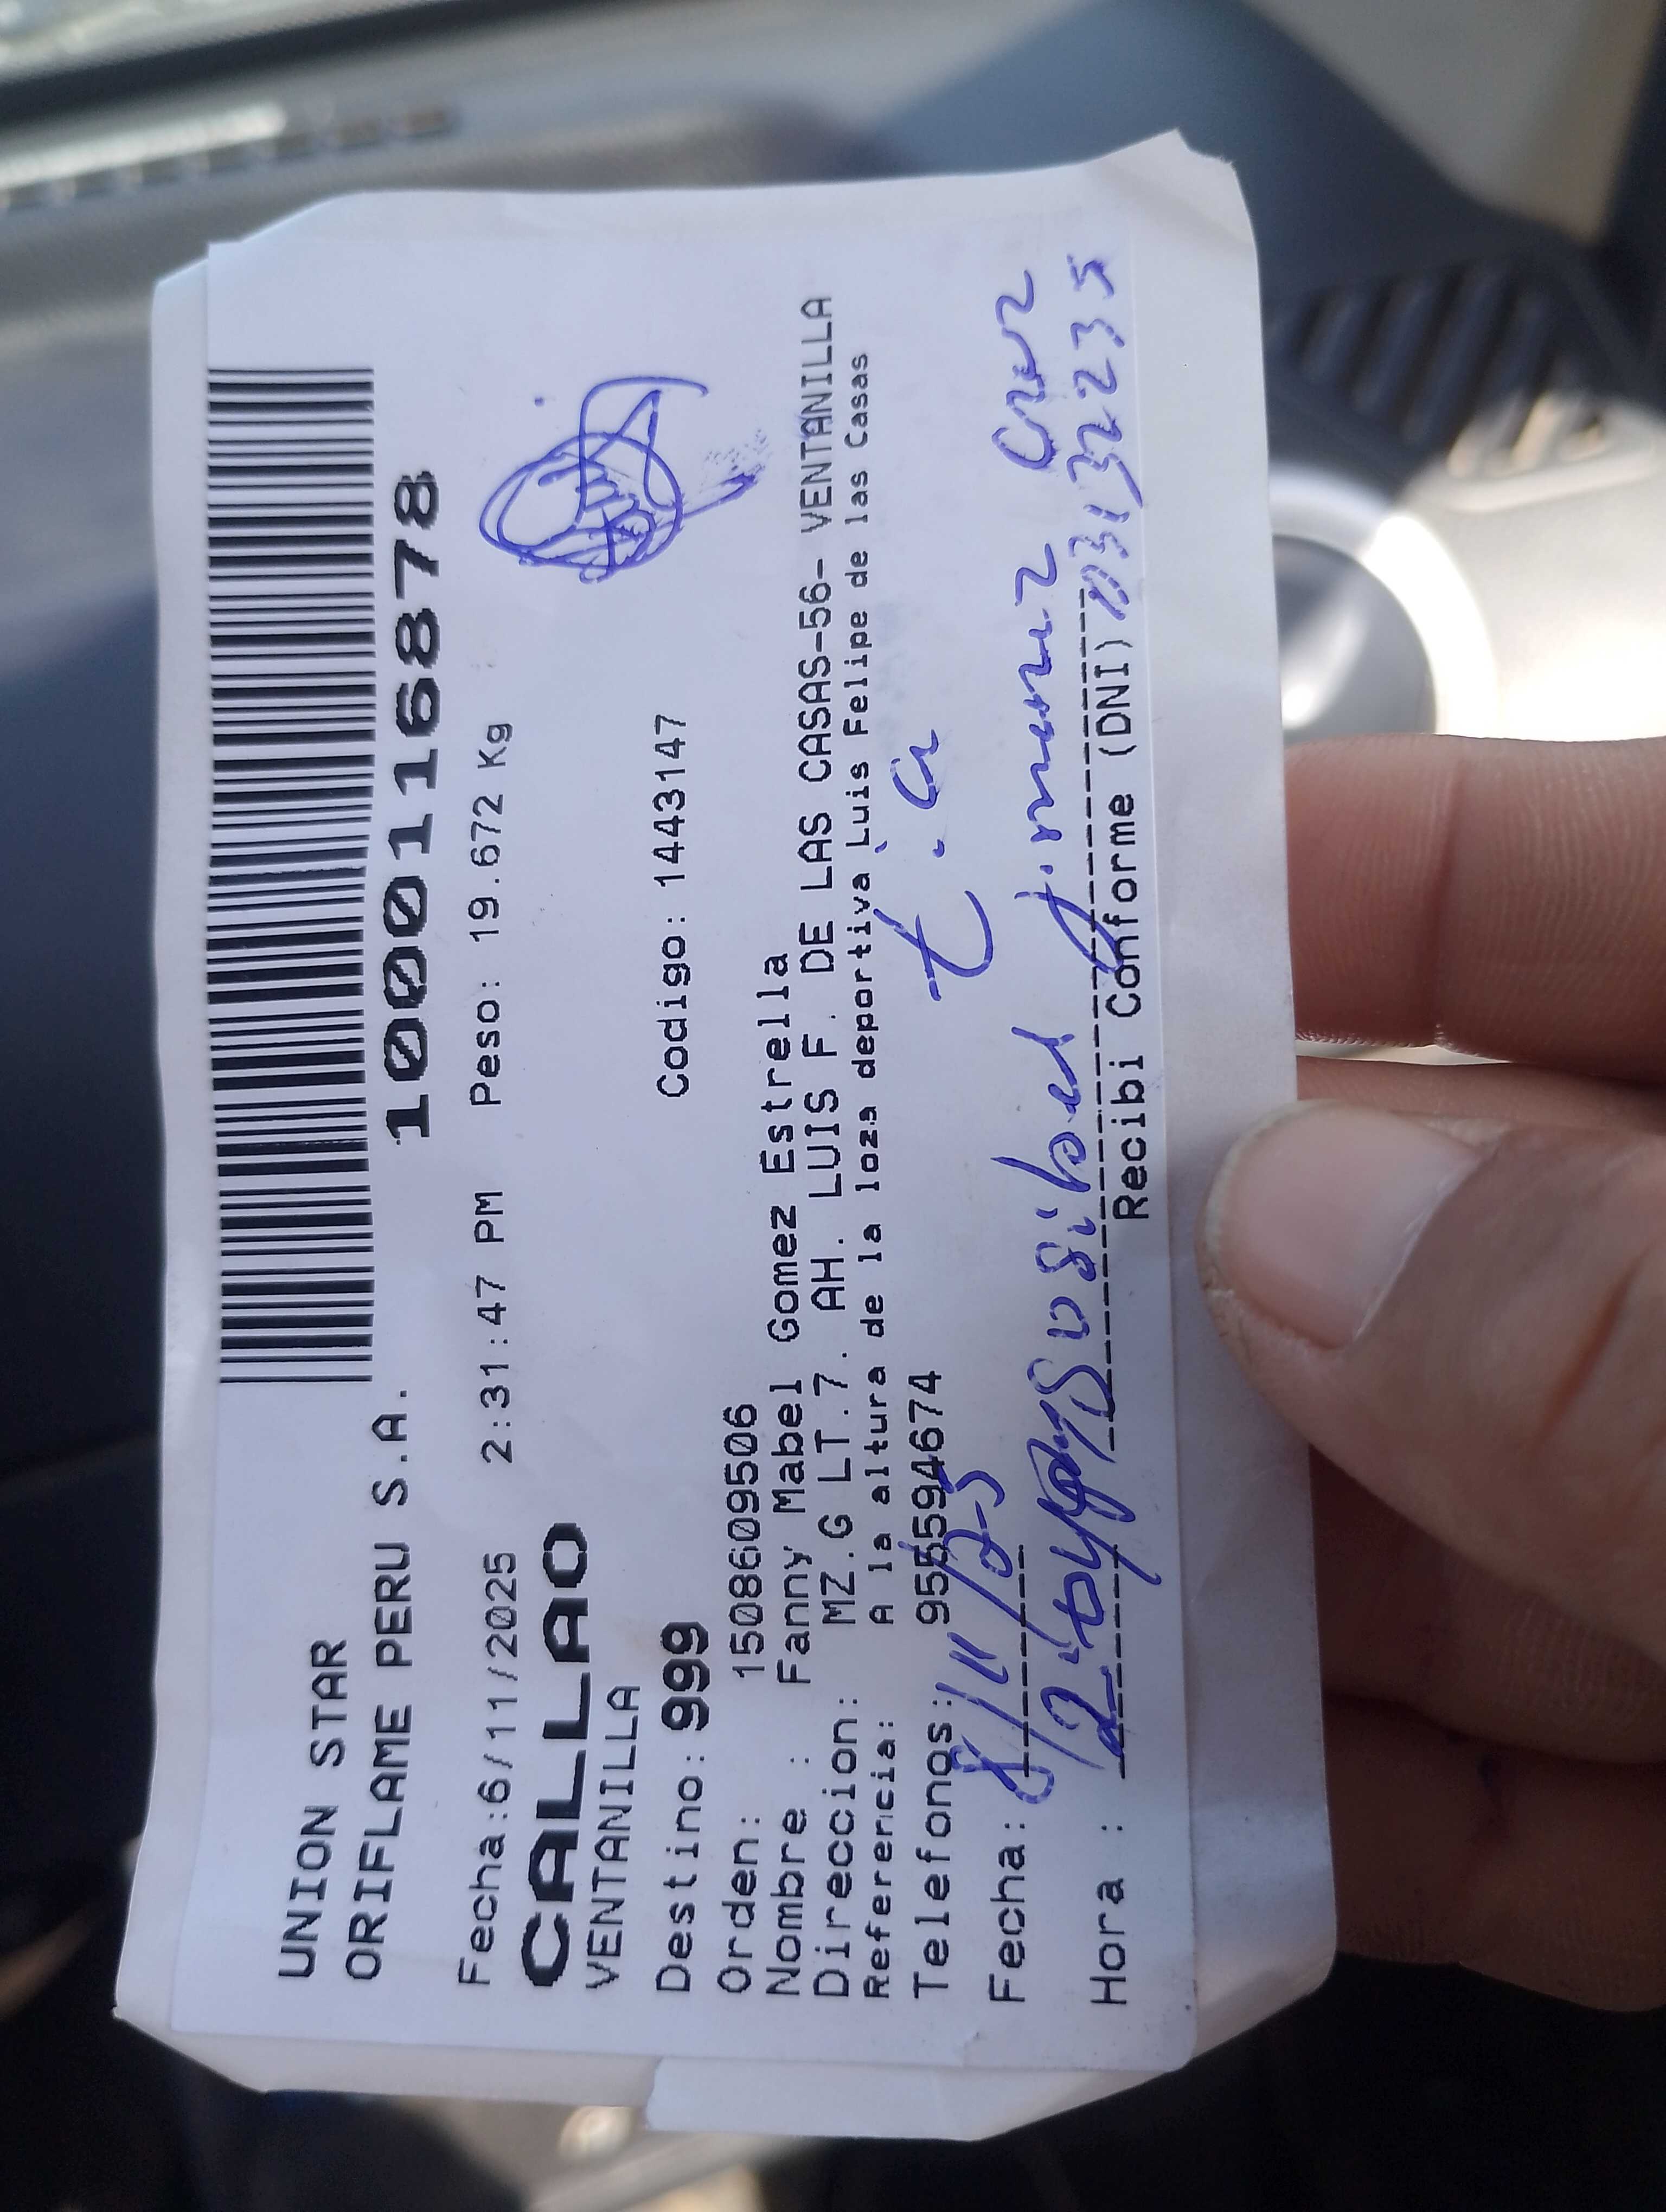 UNION STAR
ORIFLAME PERU S.A.
1000116878
Fecha:6/11/2025 2:31:47 PM Peso: 19.672 Kg
CALLAO
VENTANILLA
Destino: 999 Codigo: 1443147
Orden: 1508609506
Nombre : Fanny Mabel Gomez Estrella
Direccion: MZ.G LT.7. AH. LUIS F. DE LAS CASAS-56- VENTANILLA
Referencia: A la altura de la loza deportiva Luis Felipe de las Casas
Telefonos: 955594674
t.a
Fecha: 8/11/25
Hora :
Recibi Conforme (DNI)